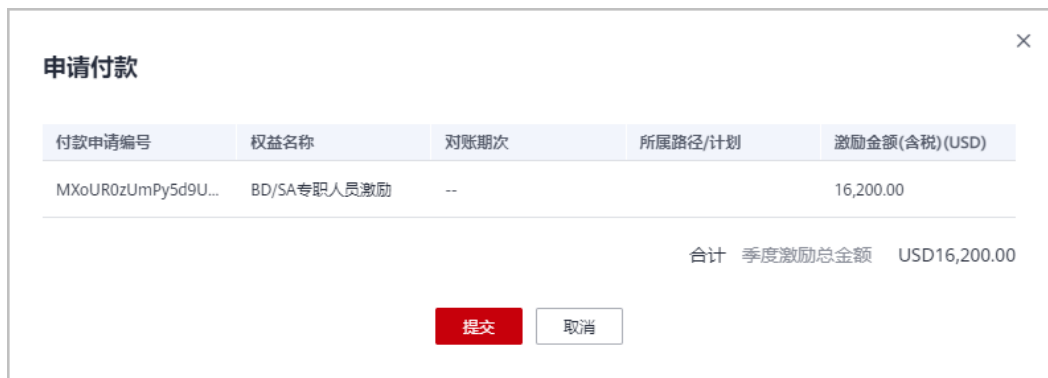 申请付款
付款申请编号 权益名称 对账期次 所属路径/计划 激励金额(含税)(USD)
MXoUR0zUmPy5d9U... BD/SA专职人员激励 -- 16,200.00
合计 季度激励总金额 USD16,200.00
提交 取消